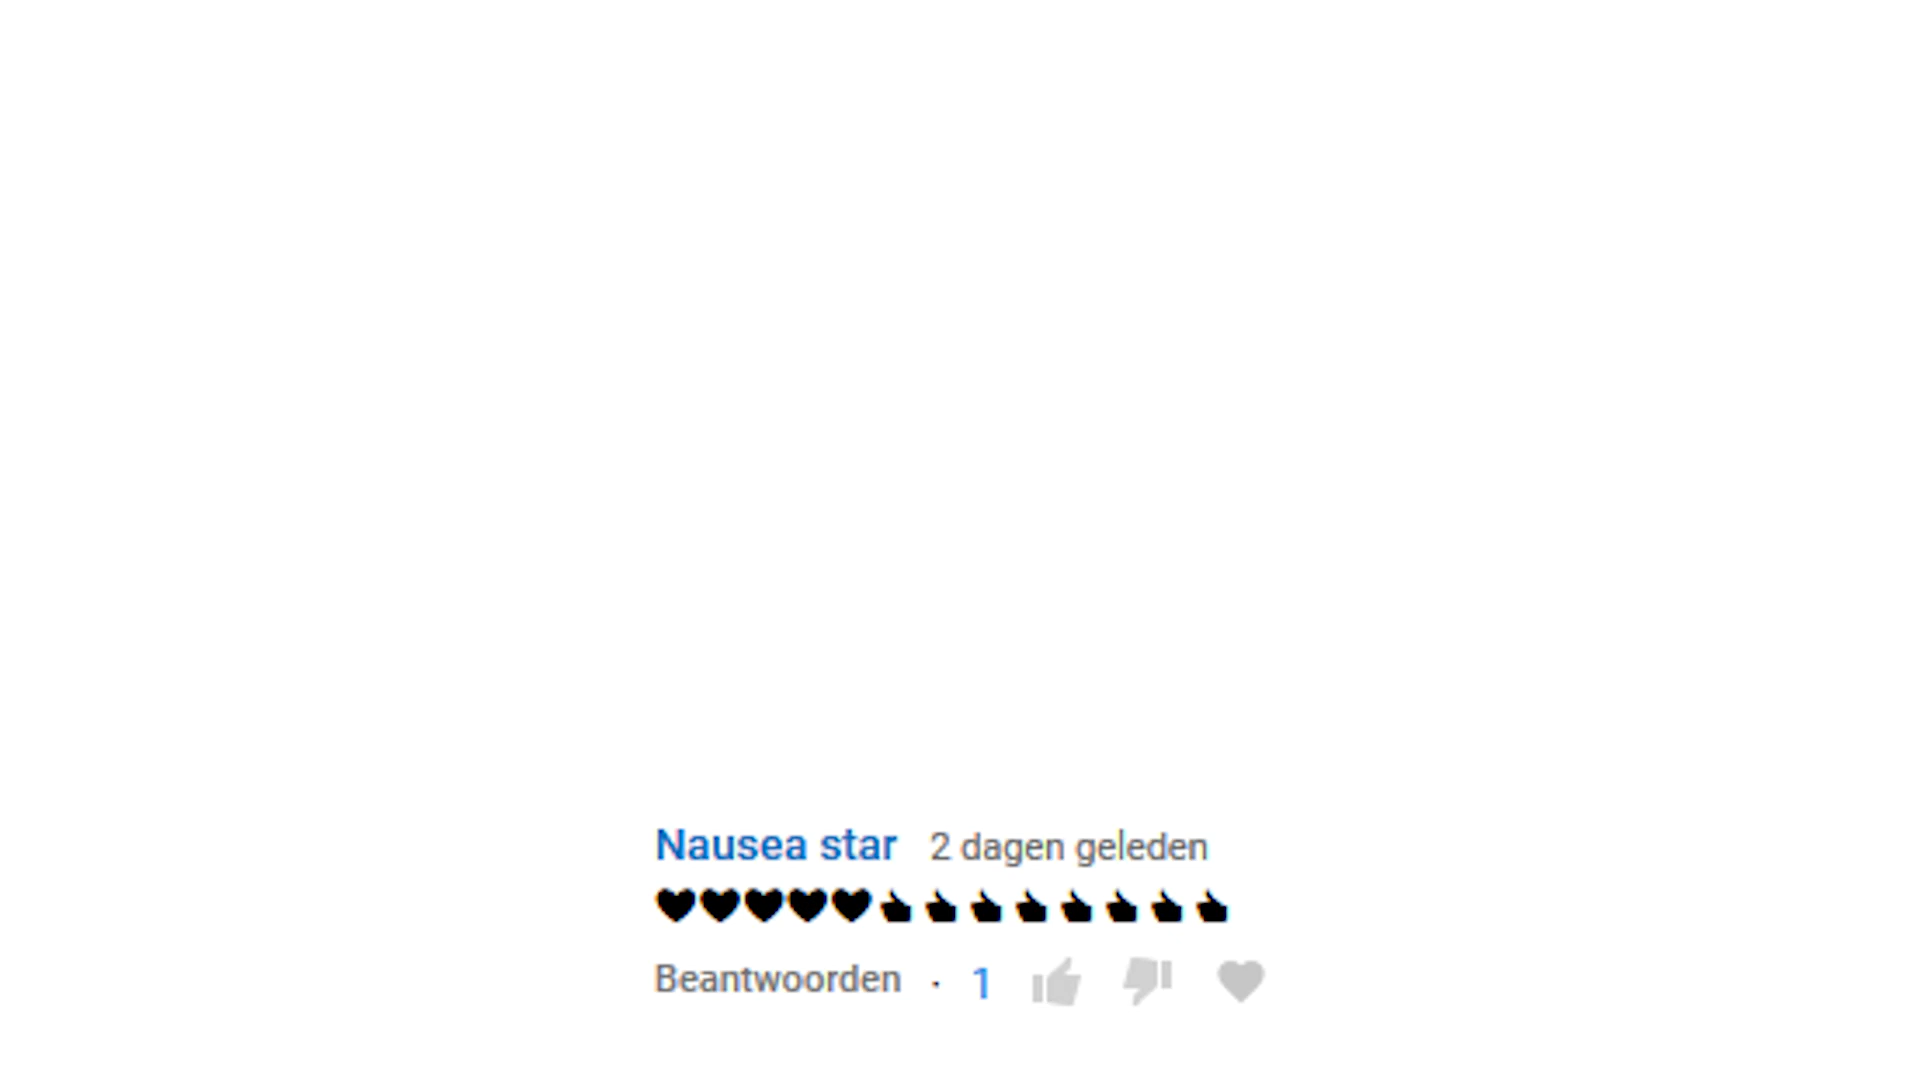 Nausea star 2 dagen geleden
♥♥♥♥♥👍👍👍👍👍👍👍👍
Beantwoorden · 1